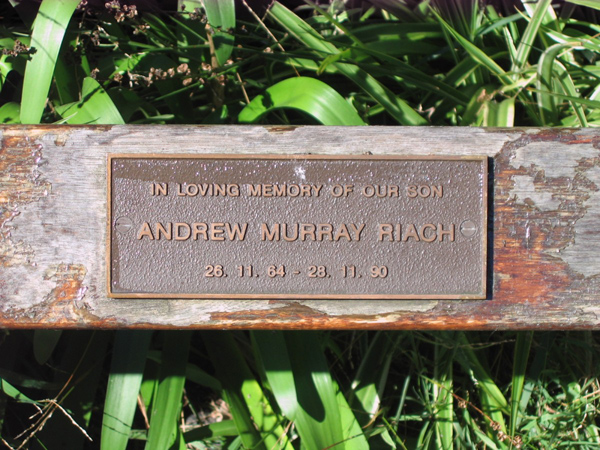 IN LOVING MEMORY OF OUR SON
ANDREW MURRAY RIACH
26. 11. 64 - 28. 11. 90